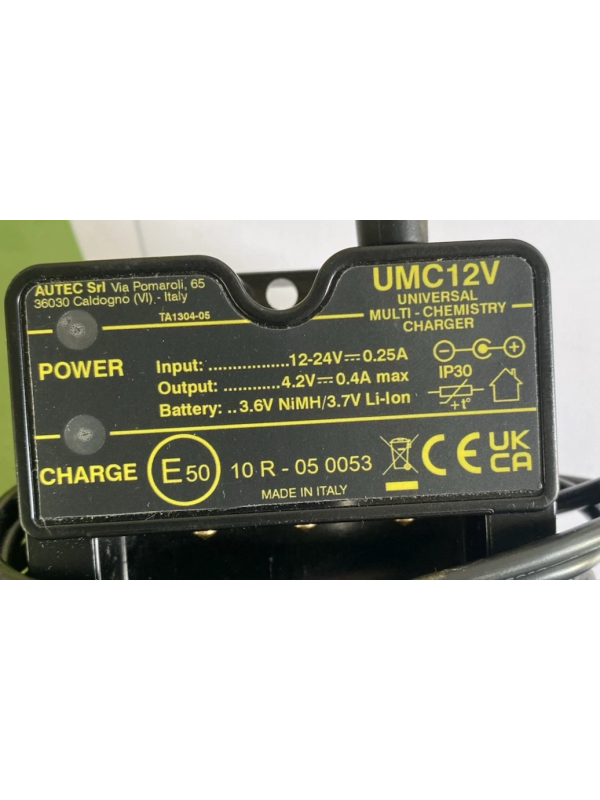 AUTEC Srl Via Pomaroli, 65
36030 Caldogno (VI) - Italy
TA1304-05
UMC12V
UNIVERSAL
MULTI - CHEMISTRY
CHARGER
POWER
Input: .................12-24V⎓0.25A
Output: ............4.2V⎓0.4A max
Battery: ..3.6V NiMH/3.7V Li-Ion
IP30
+t°
CHARGE
E50
10 R - 05 0053
MADE IN ITALY
CE
UK
CA